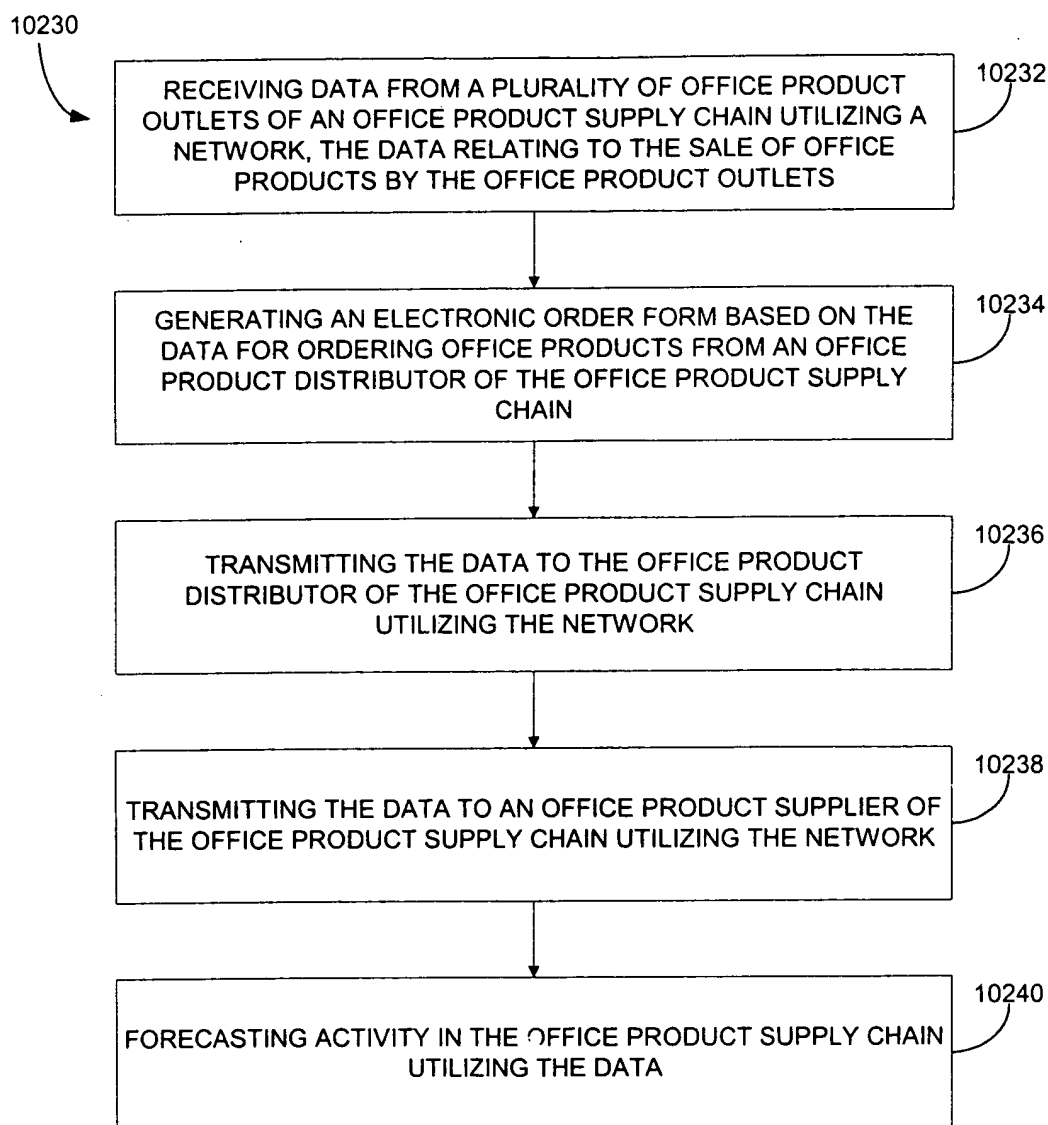 10230
10232
RECEIVING DATA FROM A PLURALITY OF OFFICE PRODUCT
OUTLETS OF AN OFFICE PRODUCT SUPPLY CHAIN UTILIZING A
NETWORK, THE DATA RELATING TO THE SALE OF OFFICE
PRODUCTS BY THE OFFICE PRODUCT OUTLETS
10234
GENERATING AN ELECTRONIC ORDER FORM BASED ON THE
DATA FOR ORDERING OFFICE PRODUCTS FROM AN OFFICE
PRODUCT DISTRIBUTOR OF THE OFFICE PRODUCT SUPPLY
CHAIN
10236
TRANSMITTING THE DATA TO THE OFFICE PRODUCT
DISTRIBUTOR OF THE OFFICE PRODUCT SUPPLY CHAIN
UTILIZING THE NETWORK
10238
TRANSMITTING THE DATA TO AN OFFICE PRODUCT SUPPLIER OF
THE OFFICE PRODUCT SUPPLY CHAIN UTILIZING THE NETWORK
10240
FORECASTING ACTIVITY IN THE OFFICE PRODUCT SUPPLY CHAIN
UTILIZING THE DATA